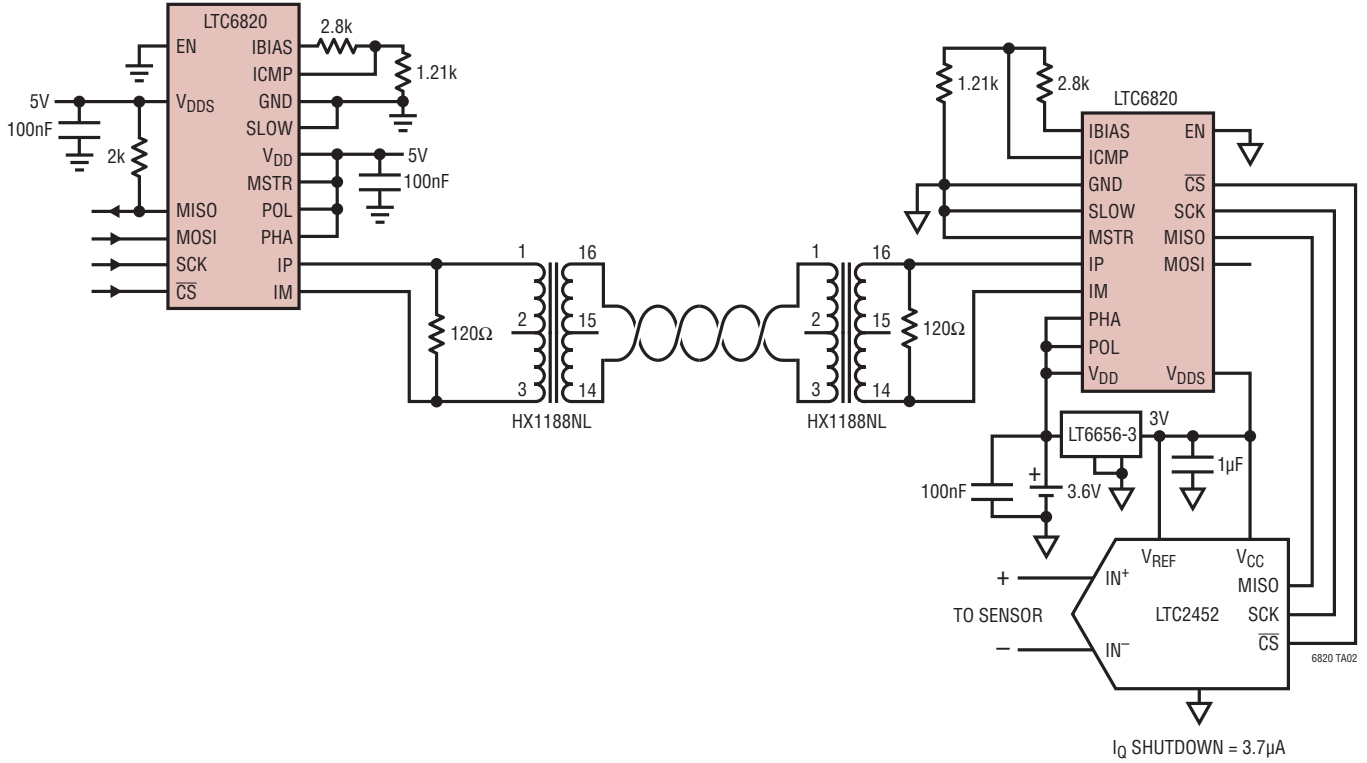 LTC6820
EN
IBIAS
2.8k
ICMP
1.21k
5V
VDDS
GND
100nF
SLOW
2k
VDD
5V
MSTR
100nF
MISO
POL
MOSI
PHA
SCK
IP
CS
IM
120Ω
1
16
2
15
3
14
HX1188NL
1
16
2
15
3
14
HX1188NL
120Ω
1.21k
2.8k
LTC6820
IBIAS
EN
ICMP
GND
CS
SLOW
SCK
MSTR
MISO
IP
MOSI
IM
PHA
POL
VDD
VDDS
LT6656-3
3V
1µF
100nF
+
3.6V
VREF
VCC
+
IN+
MISO
TO SENSOR
LTC2452
SCK
–
IN–
CS
6820 TA02
IQ SHUTDOWN = 3.7µA